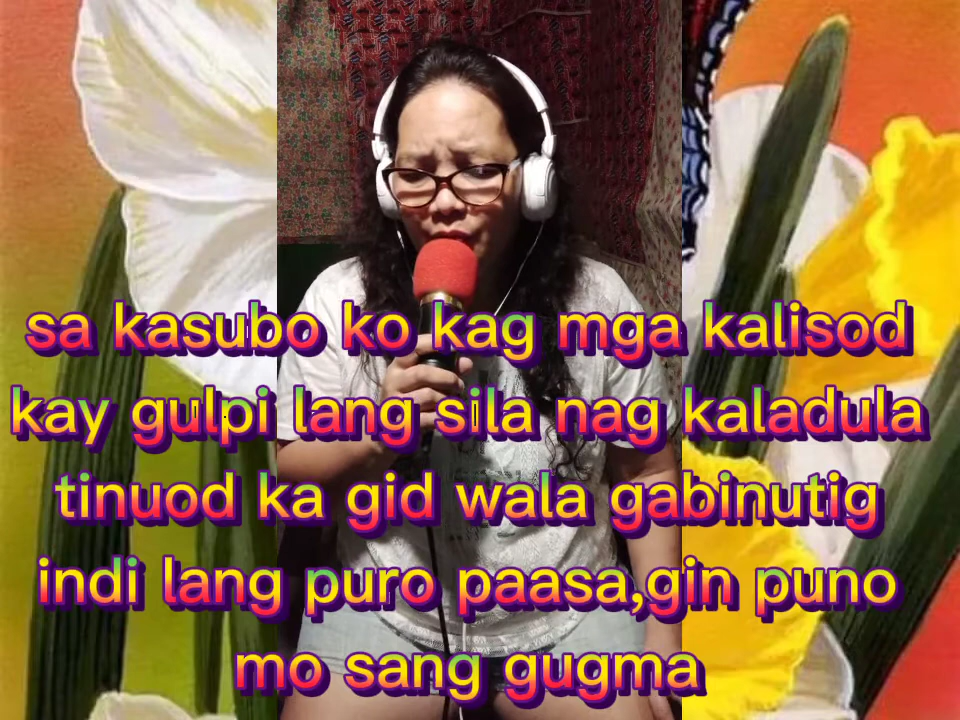 sa kasubo ko kag mga kalisod
kay gulpi lang sila nag kaladula
tinuod ka gid wala gabinutig
indi lang puro paasa,gin puno
mo sang gugma